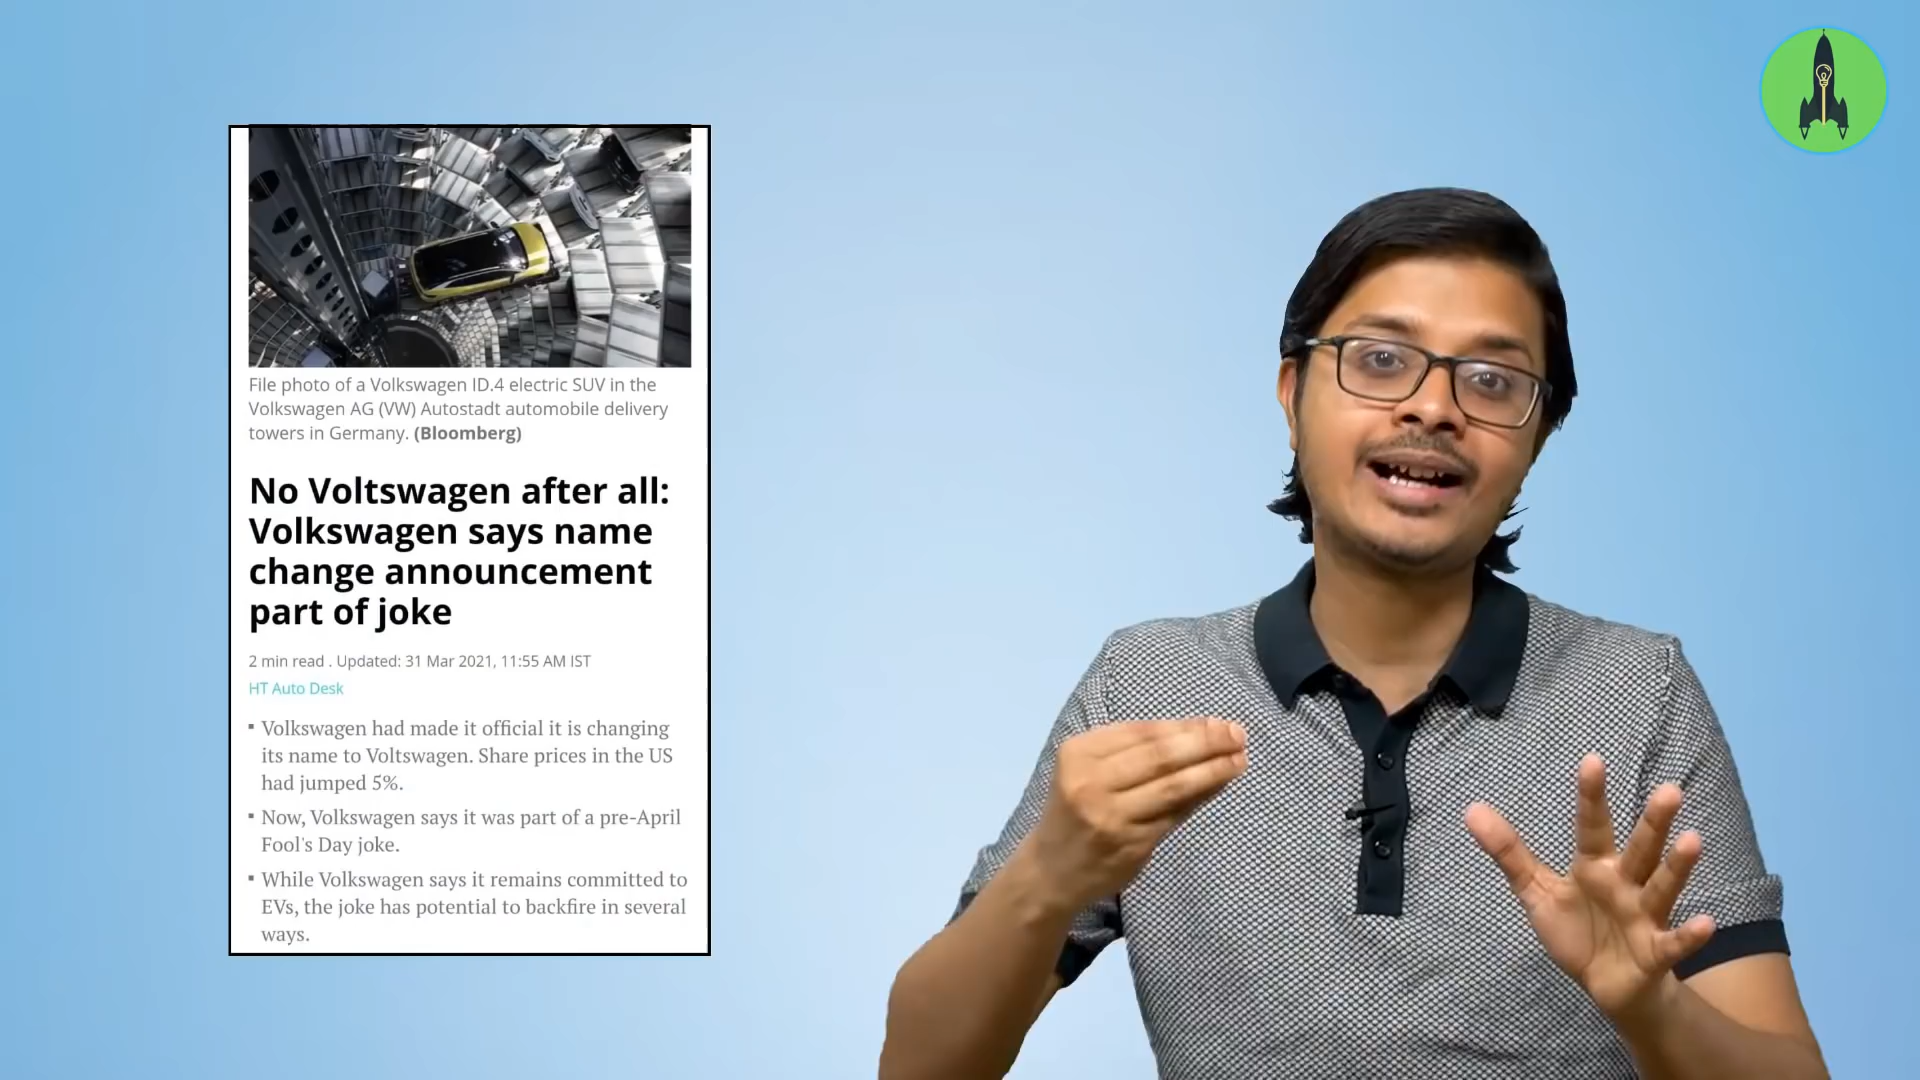 File photo of a Volkswagen ID.4 electric SUV in the
Volkswagen AG (VW) Autostadt automobile delivery
towers in Germany. (Bloomberg)
No Voltswagen after all:
Volkswagen says name
change announcement
part of joke
2 min read . Updated: 31 Mar 2021, 11:55 AM IST
HT Auto Desk
▪ Volkswagen had made it official it is changing
its name to Voltswagen. Share prices in the US
had jumped 5%.
▪ Now, Volkswagen says it was part of a pre-April
Fool's Day joke.
▪ While Volkswagen says it remains committed to
EVs, the joke has potential to backfire in several
ways.